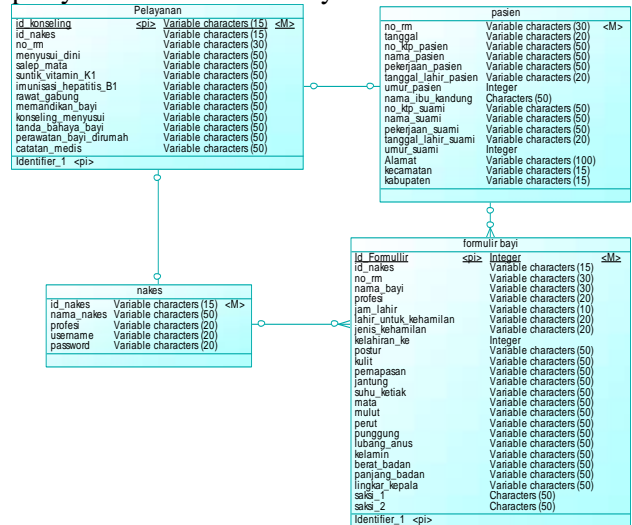 Pelayanan
id_konseling <pi> Variable characters (15) <M>
id_nakes Variable characters (15)
no_rm Variable characters (30)
menyusui_dini Variable characters (50)
salep_mata Variable characters (50)
suntik_vitamin_K1 Variable characters (50)
imunisasi_hepatitis_B1 Variable characters (50)
rawat_gabung Variable characters (50)
memandikan_bayi Variable characters (50)
konseling_menyusui Variable characters (50)
tanda_bahaya_bayi Variable characters (50)
perawatan_bayi_dirumah Variable characters (50)
catatan_medis Variable characters (50)
Identifier_1 <pi>
pasien
no_rm Variable characters (30) <M>
tanggal Variable characters (20)
no_ktp_pasien Variable characters (50)
nama_pasien Variable characters (50)
pekerjaan_pasien Variable characters (50)
tanggal_lahir_pasien Variable characters (20)
umur_pasien Integer
nama_ibu_kandung Characters (50)
no_ktp_suami Variable characters (50)
nama_suami Variable characters (50)
pekerjaan_suami Variable characters (50)
tanggal_lahir_suami Variable characters (20)
umur_suami Integer
Alamat Variable characters (100)
kecamatan Variable characters (15)
kabupaten Variable characters (15)
nakes
id_nakes Variable characters (15) <M>
nama_nakes Variable characters (50)
profesi Variable characters (20)
username Variable characters (20)
password Variable characters (20)
formulir bayi
Id_Formullir <pi> Integer <M>
id_nakes Variable characters (15)
no_rm Variable characters (30)
nama_bayi Variable characters (30)
profesi Variable characters (20)
jam_lahir Variable characters (10)
lahir_untuk_kehamilan Variable characters (20)
jenis_kehamilan Variable characters (20)
kelahiran_ke Integer
postur Variable characters (50)
kulit Variable characters (50)
pemapasan Variable characters (50)
jantung Variable characters (50)
suhu_ketiak Variable characters (50)
mata Variable characters (50)
mulut Variable characters (50)
perut Variable characters (50)
punggung Variable characters (50)
lubang_anus Variable characters (50)
kelamin Variable characters (50)
berat_badan Variable characters (50)
panjang_badan Variable characters (50)
lingkar_kepala Variable characters (50)
saksi_1 Characters (50)
saksi_2 Characters (50)
Identifier_1 <pi>